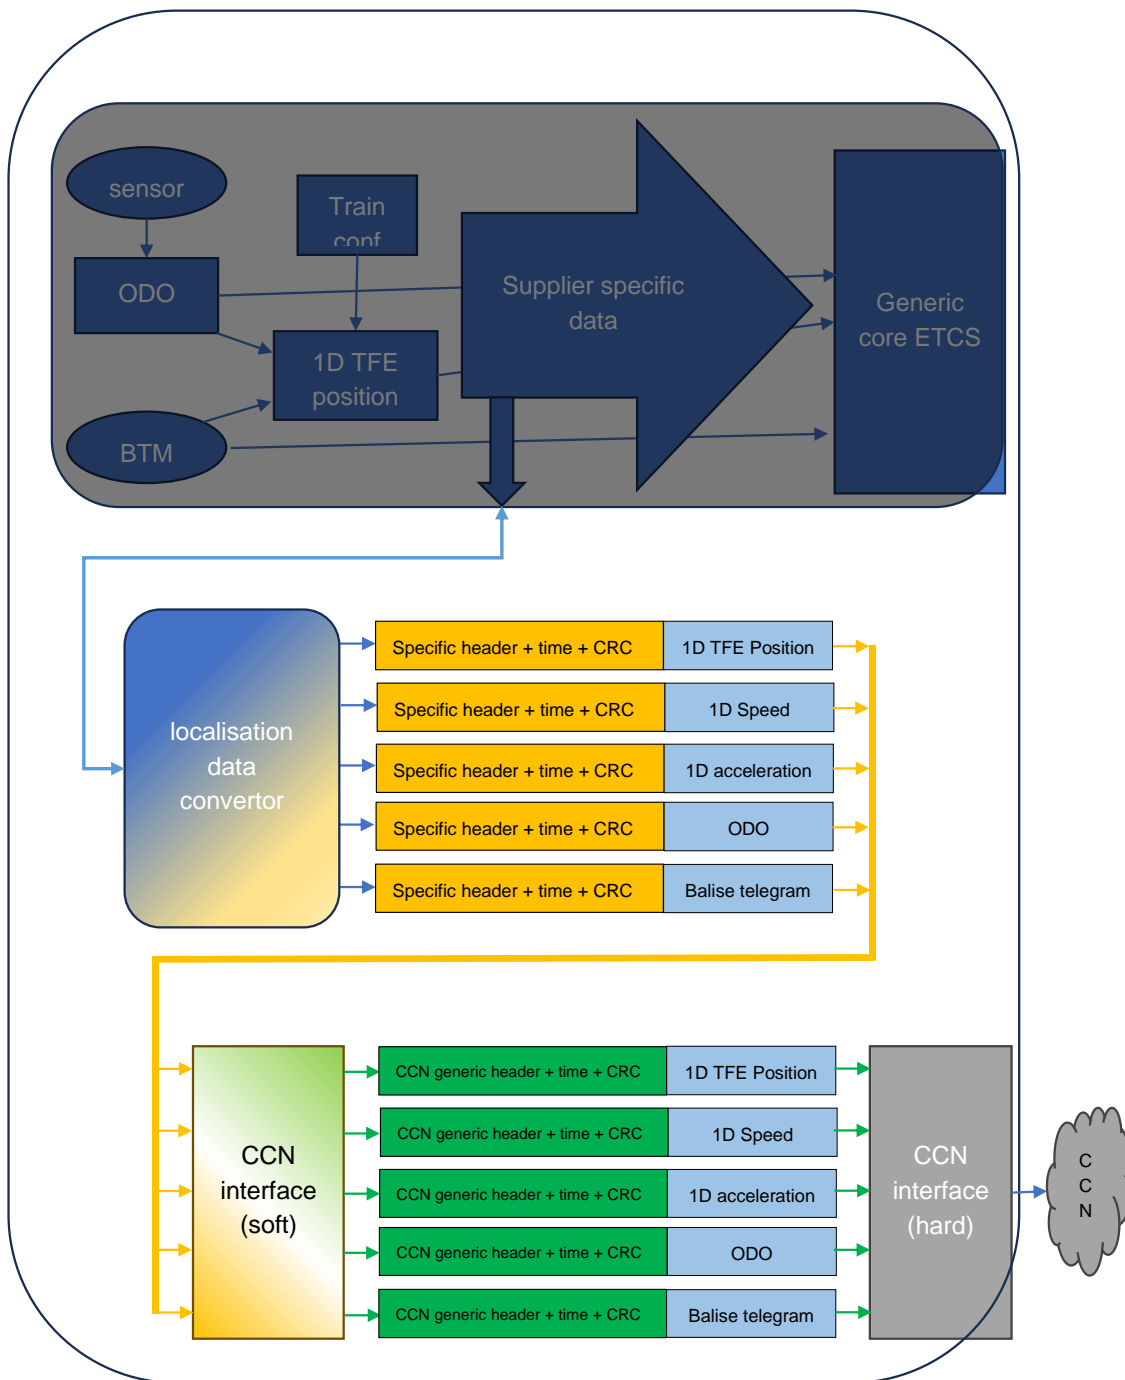 sensor
Train
conf
ODO
Supplier specific
data
Generic
core ETCS
1D TFE
position
BTM
localisation
data
convertor
Specific header + time + CRC 1D TFE Position
Specific header + time + CRC 1D Speed
Specific header + time + CRC 1D acceleration
Specific header + time + CRC ODO
Specific header + time + CRC Balise telegram
CCN
interface
(soft)
CCN generic header + time + CRC 1D TFE Position
CCN generic header + time + CRC 1D Speed
CCN generic header + time + CRC 1D acceleration
CCN generic header + time + CRC ODO
CCN generic header + time + CRC Balise telegram
CCN
interface
(hard)
C
C
N